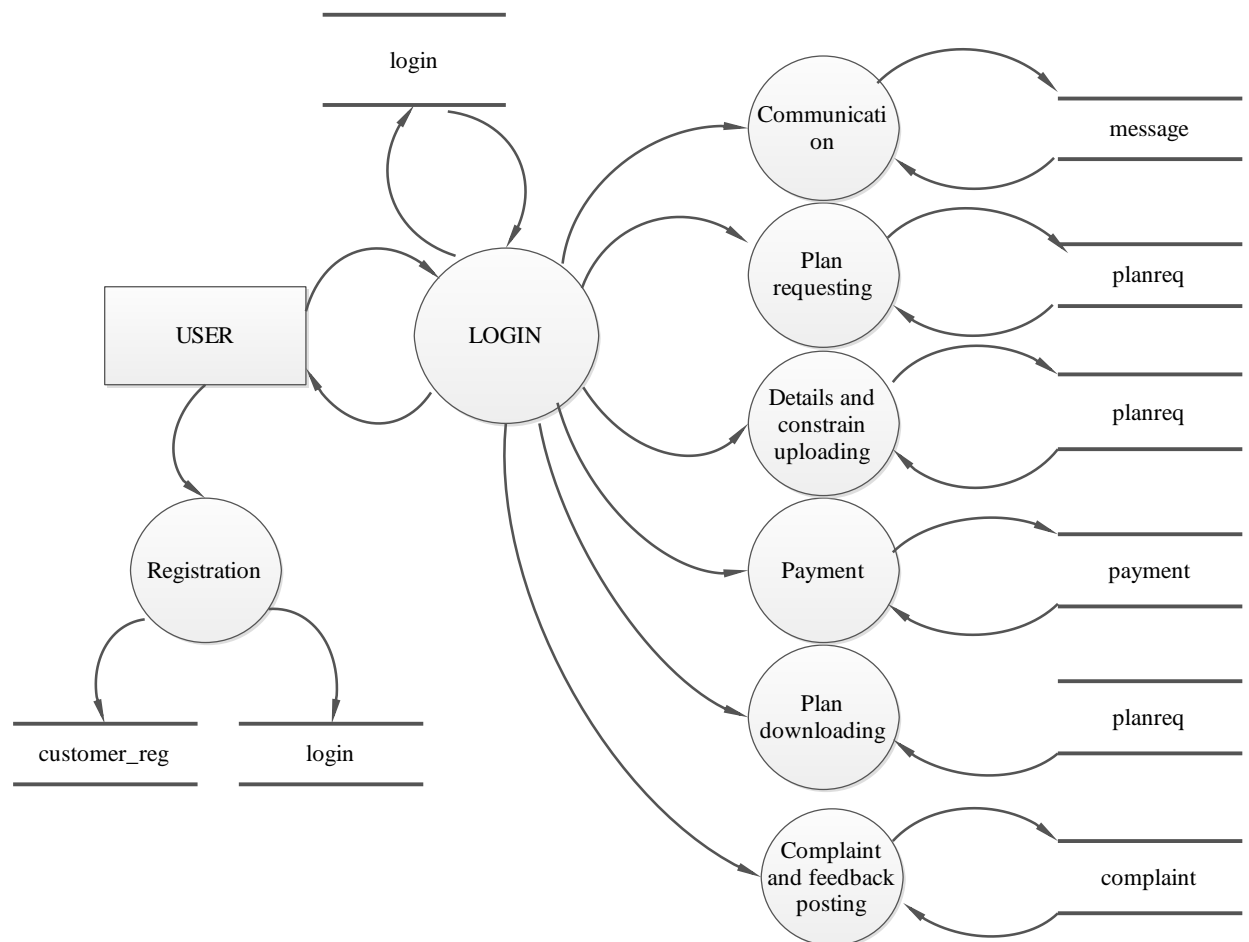 login
Communicati
on
message
Plan
requesting
planreq
USER
LOGIN
Details and
constrain
uploading
planreq
Registration
Payment
payment
Plan
downloading
planreq
customer_reg
login
Complaint
and feedback
posting
complaint